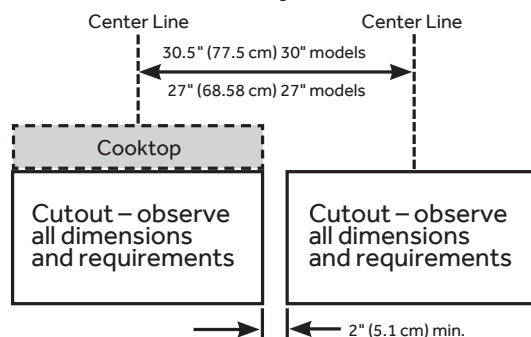 Center Line
Center Line
30.5" (77.5 cm) 30" models
27" (68.58 cm) 27" models
Cooktop
Cutout – observe
all dimensions
and requirements
Cutout – observe
all dimensions
and requirements
2" (5.1 cm) min.